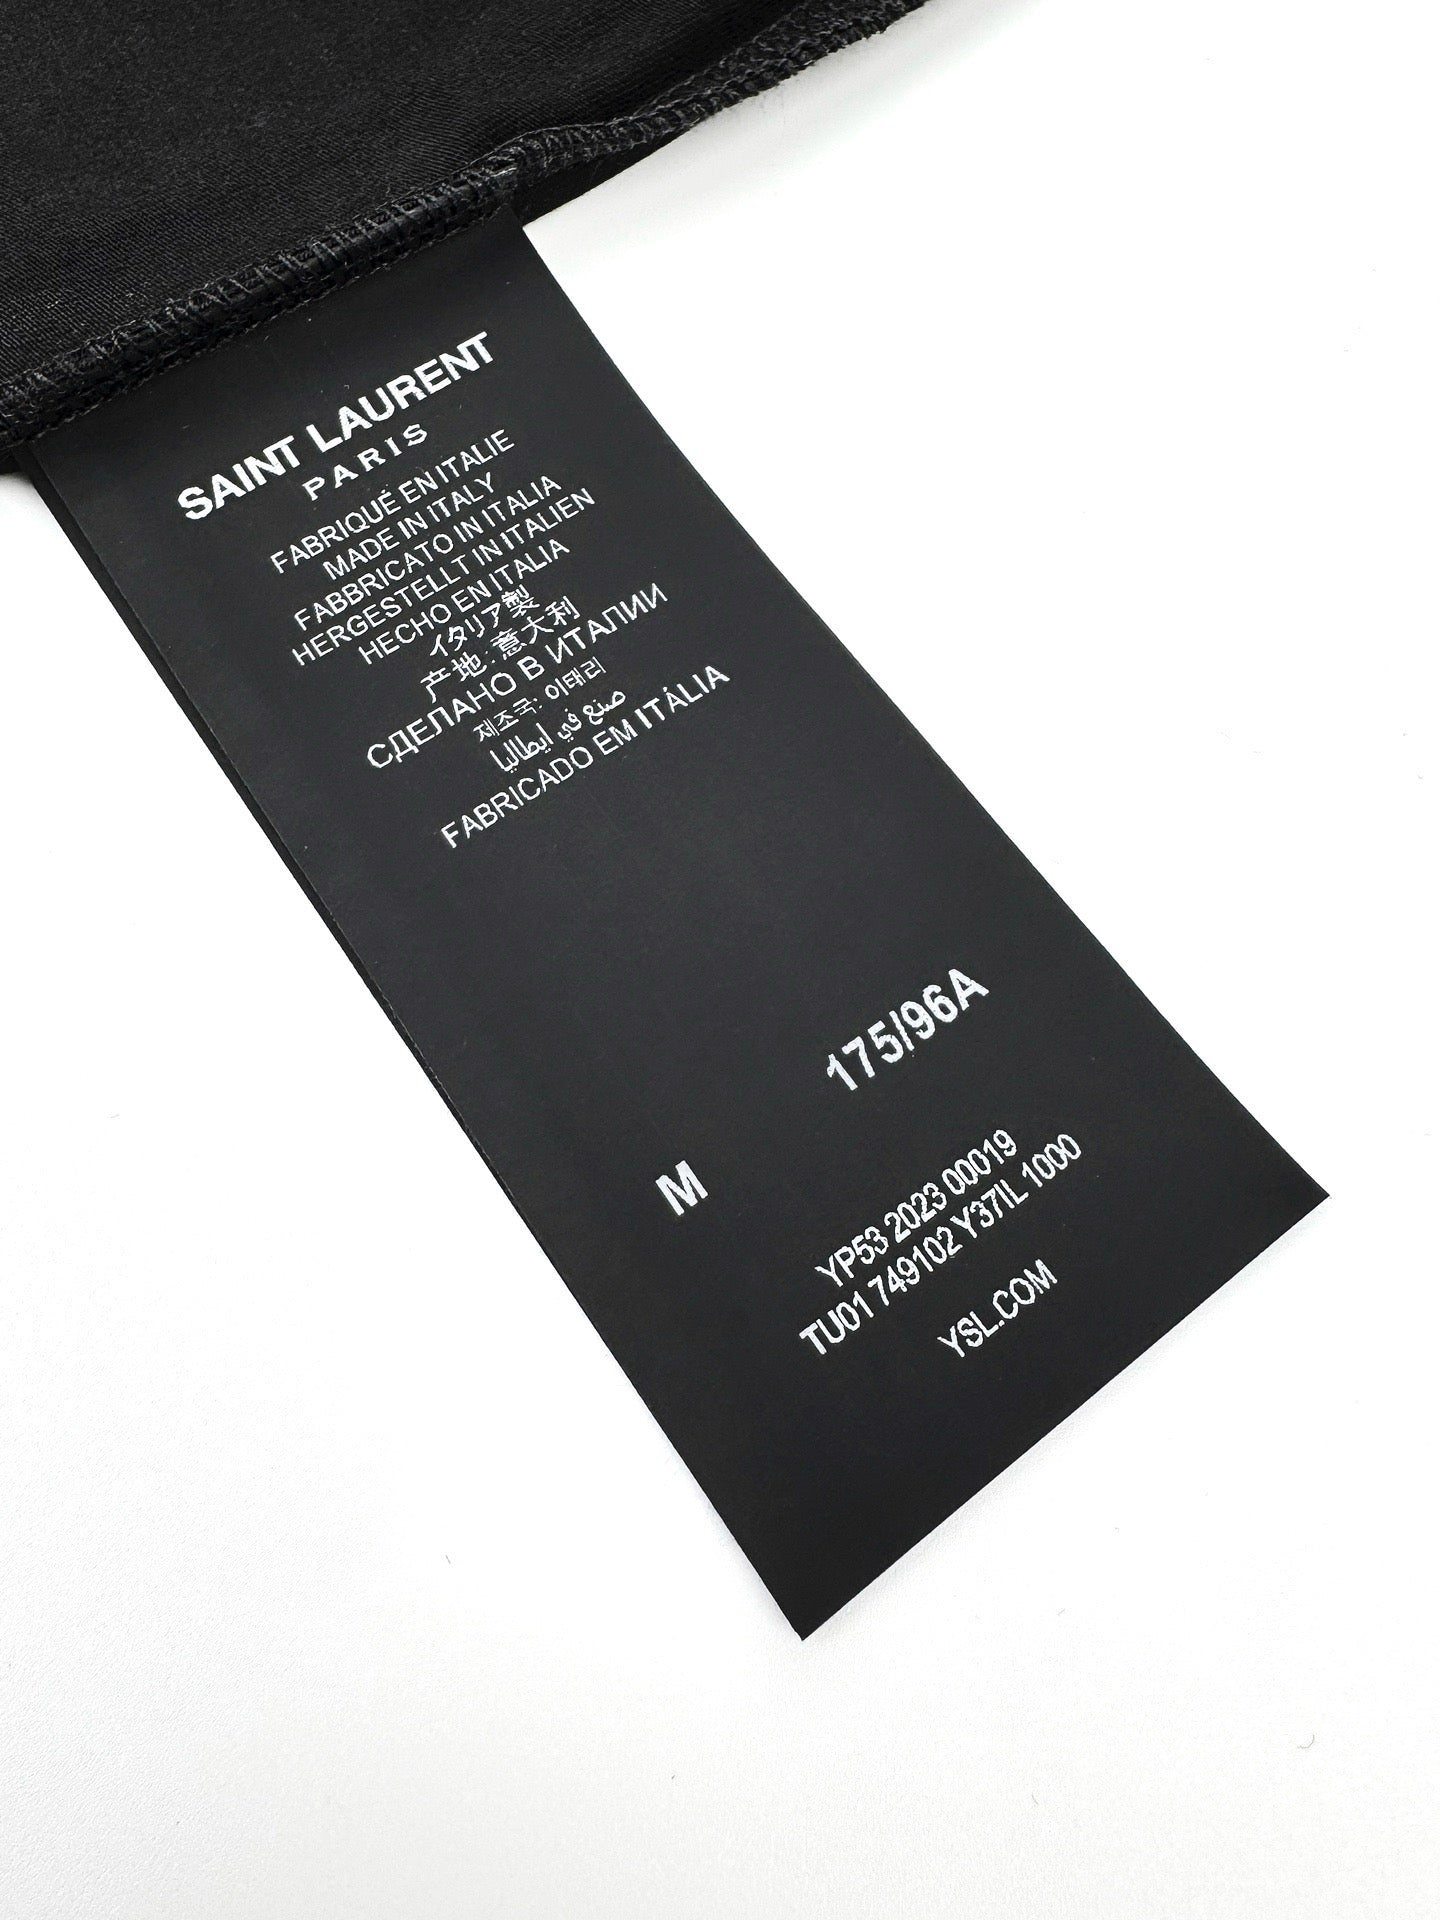 SAINT LAURENT
PARIS
FABRIQUÉ EN ITALIE
MADE IN ITALY
FABBRICATO IN ITALIA
HERGESTELLT IN ITALIEN
HECHO EN ITALIA
イタリア製
产地:意大利
СДЕЛАНО В ИТАЛИИ
제조국: 이태리
صنع في ايطاليا
FABRICADO EM ITÁLIA
175/96A
M
YP53 2023 00019
TU01 749102 Y37IL 1000
YSL.COM